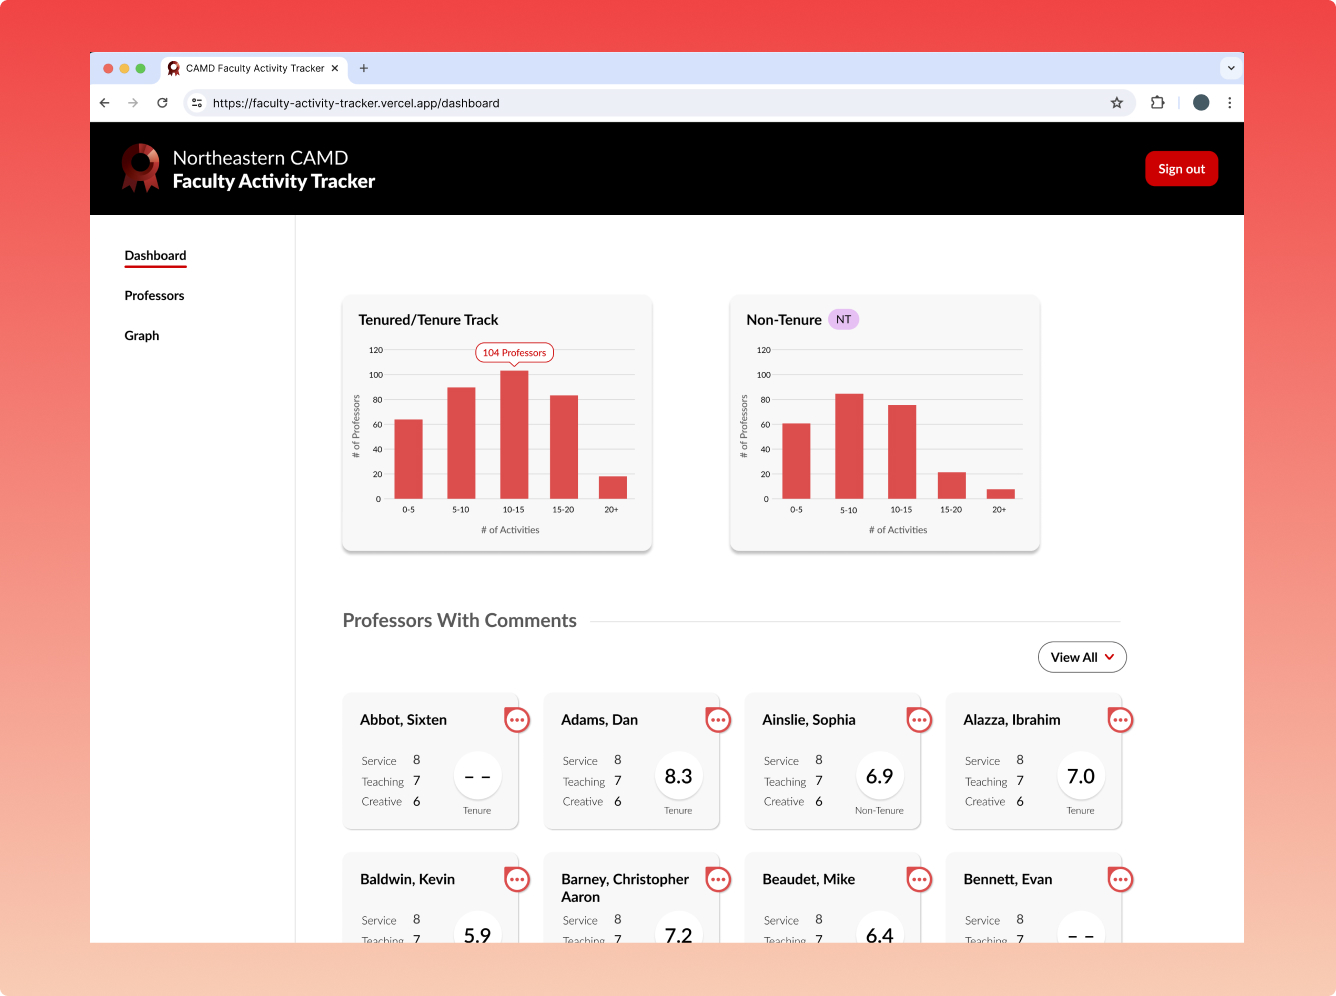 CAMD Faculty Activity Tracker
https://faculty-activity-tracker.vercel.app/dashboard
Northeastern CAMD
Faculty Activity Tracker
Sign out
Dashboard
Professors
Graph
Tenured/Tenure Track
104 Professors
120
100
80
60
40
20
0
# of Professors
0-5 5-10 10-15 15-20 20+
# of Activities
Non-Tenure NT
120
100
80
60
40
20
0
# of Professors
0-5 5-10 10-15 15-20 20+
# of Activities
Professors With Comments
View All
Abbot, Sixten
Service 8
Teaching 7
Creative 6
– –
Tenure
Adams, Dan
Service 8
Teaching 7
Creative 6
8.3
Tenure
Ainslie, Sophia
Service 8
Teaching 7
Creative 6
6.9
Non-Tenure
Alazza, Ibrahim
Service 8
Teaching 7
Creative 6
7.0
Tenure
Baldwin, Kevin
Service 8
Teaching 7
5.9
Barney, Christopher
Aaron
Service 8
Teaching 7
7.2
Beaudet, Mike
Service 8
Teaching 7
6.4
Bennett, Evan
Service 8
Teaching 7
– –